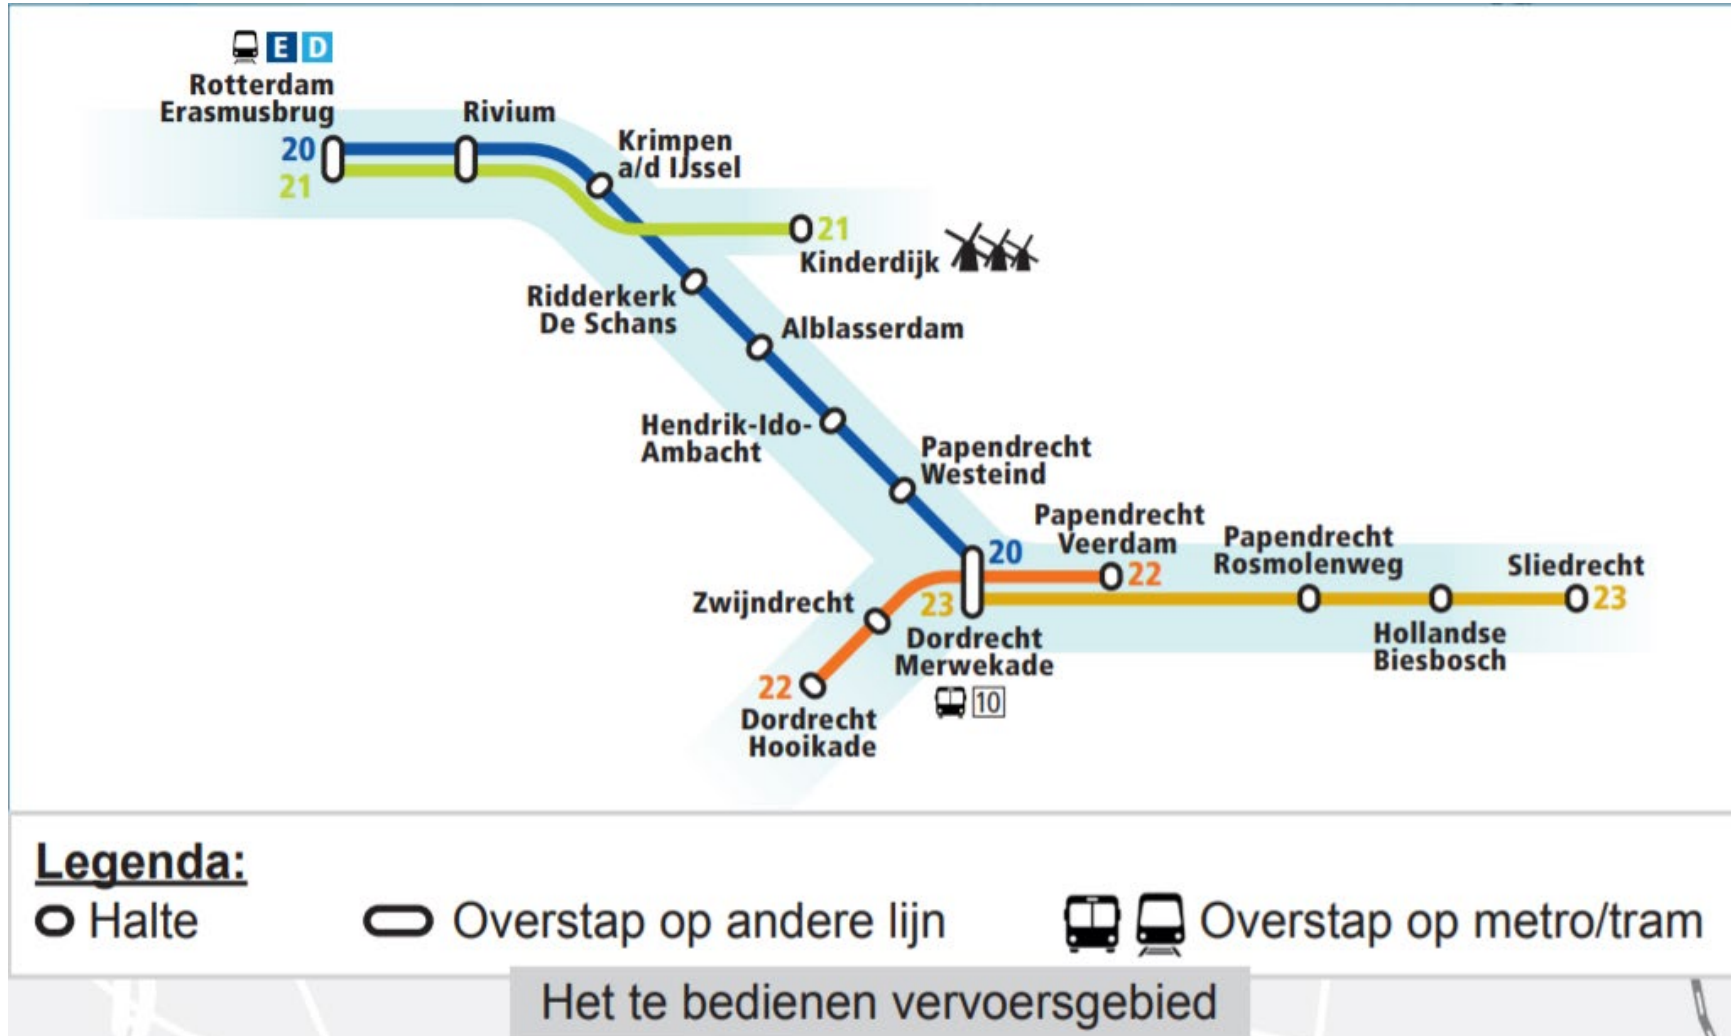 E D
Rotterdam
Erasmusbrug
Rivium
Krimpen
a/d IJssel
20
21
21
Kinderdijk
Ridderkerk
De Schans
Alblasserdam
Hendrik-Ido-
Ambacht
Papendrecht
Westeind
Papendrecht
Veerdam
Papendrecht
Rosmolenweg
Sliedrecht
20
22
Zwijndrecht
23
23
Dordrecht
Merwekade
10
Hollandse
Biesbosch
22
Dordrecht
Hooikade
Legenda:
Halte
Overstap op andere lijn
Overstap op metro/tram
Het te bedienen vervoersgebied